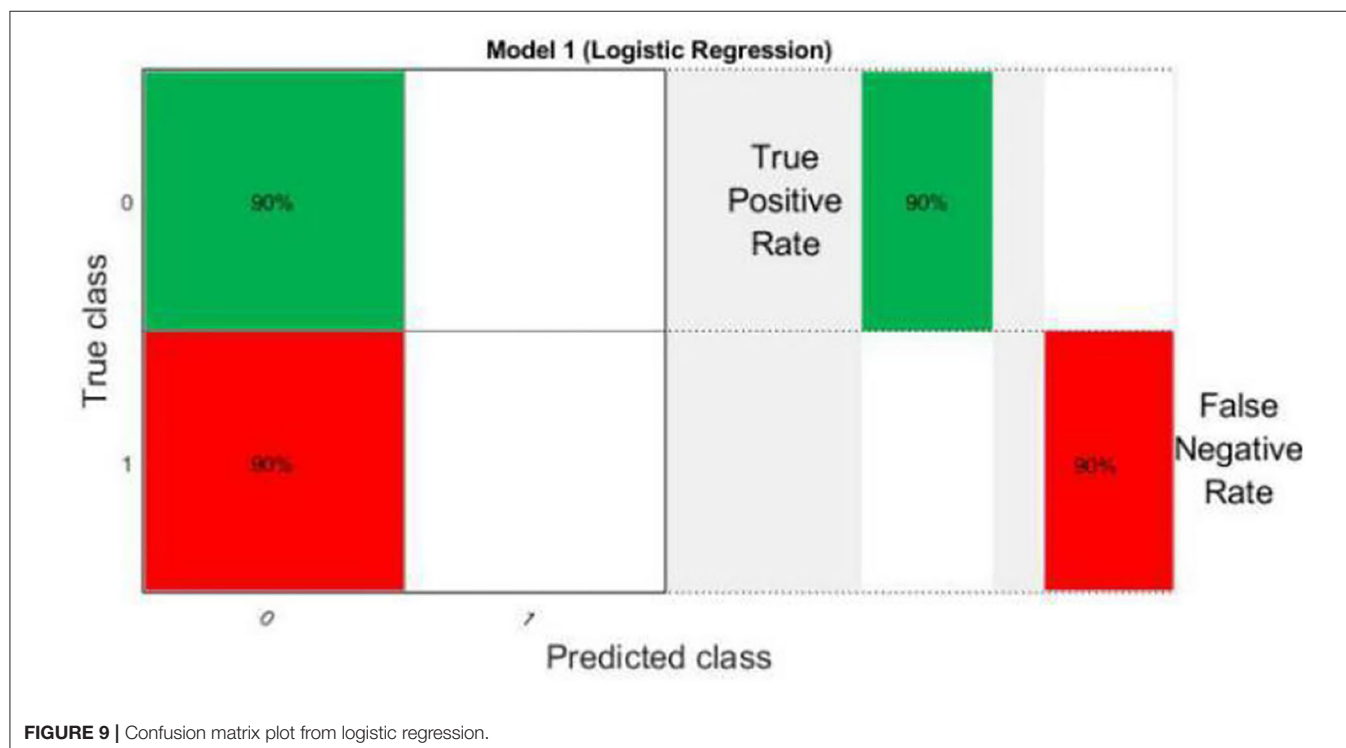 Model 1 (Logistic Regression)
True class
0
90%
True
Positive
Rate
90%
1
90%
90%
False
Negative
Rate
0
1
Predicted class
FIGURE 9 | Confusion matrix plot from logistic regression.